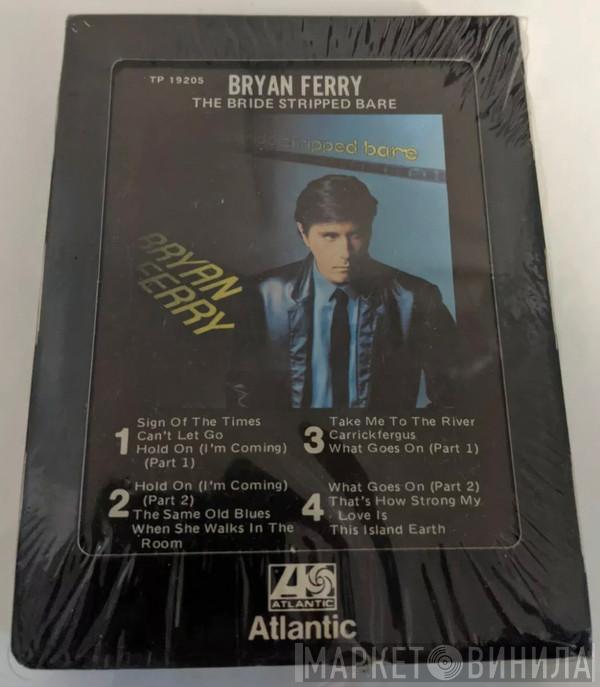 TP 19205
BRYAN FERRY
THE BRIDE STRIPPED BARE
stripped bare
BRYAN
FERRY
1
Sign Of The Times
Can't Let Go
Hold On (I'm Coming)
(Part 1)
2
Hold On (I'm Coming)
(Part 2)
The Same Old Blues
When She Walks In The
Room
3
Take Me To The River
Carrickfergus
What Goes On (Part 1)
4
What Goes On (Part 2)
That's How Strong My
Love Is
This Island Earth
ATLANTIC
Atlantic
МАРКЕТ ВИНИЛА